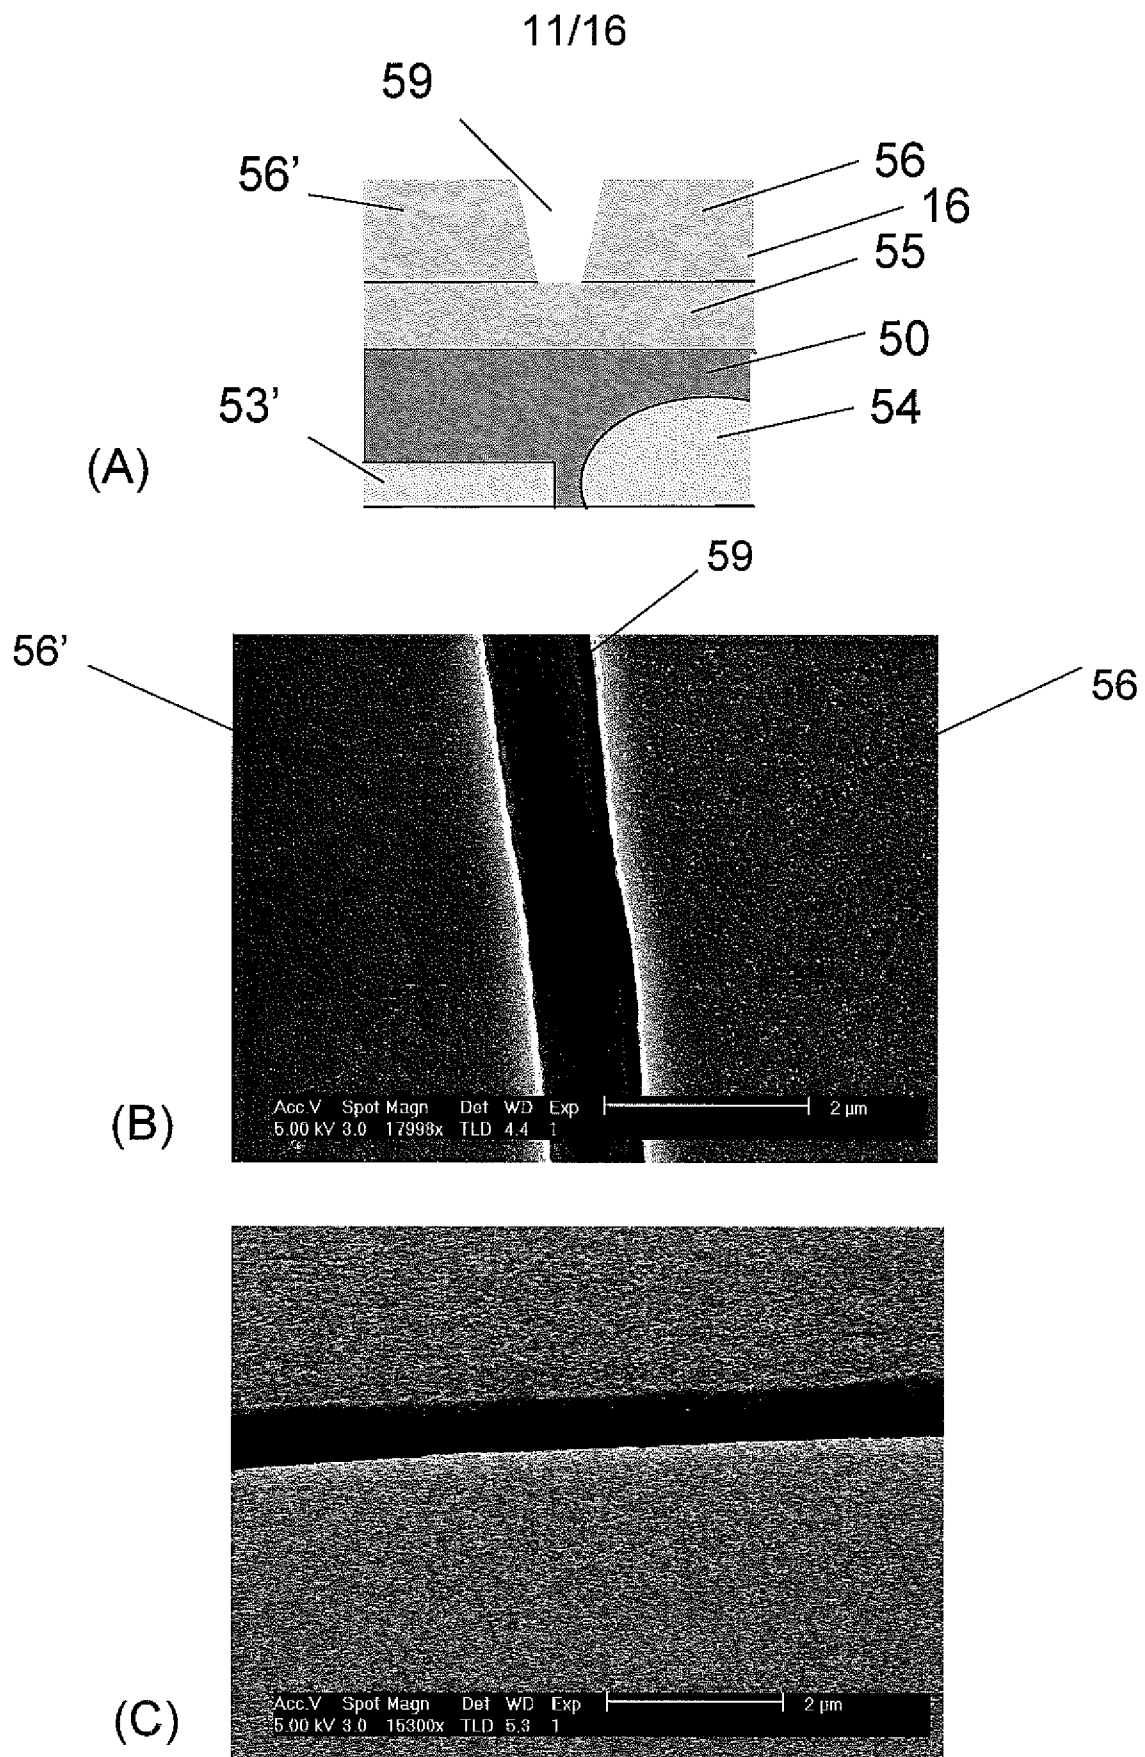 11/16
59
56'
56
16
55
50
53'
54
(A)
59
56'
56
(B)
Acc.V Spot Magn Det WD Exp 2 µm
5.00 kV 3.0 17998x TLD 4.4 1
Acc.V Spot Magn Det WD Exp 2 µm
5.00 kV 3.0 15300x TLD 5.3 1
(C)